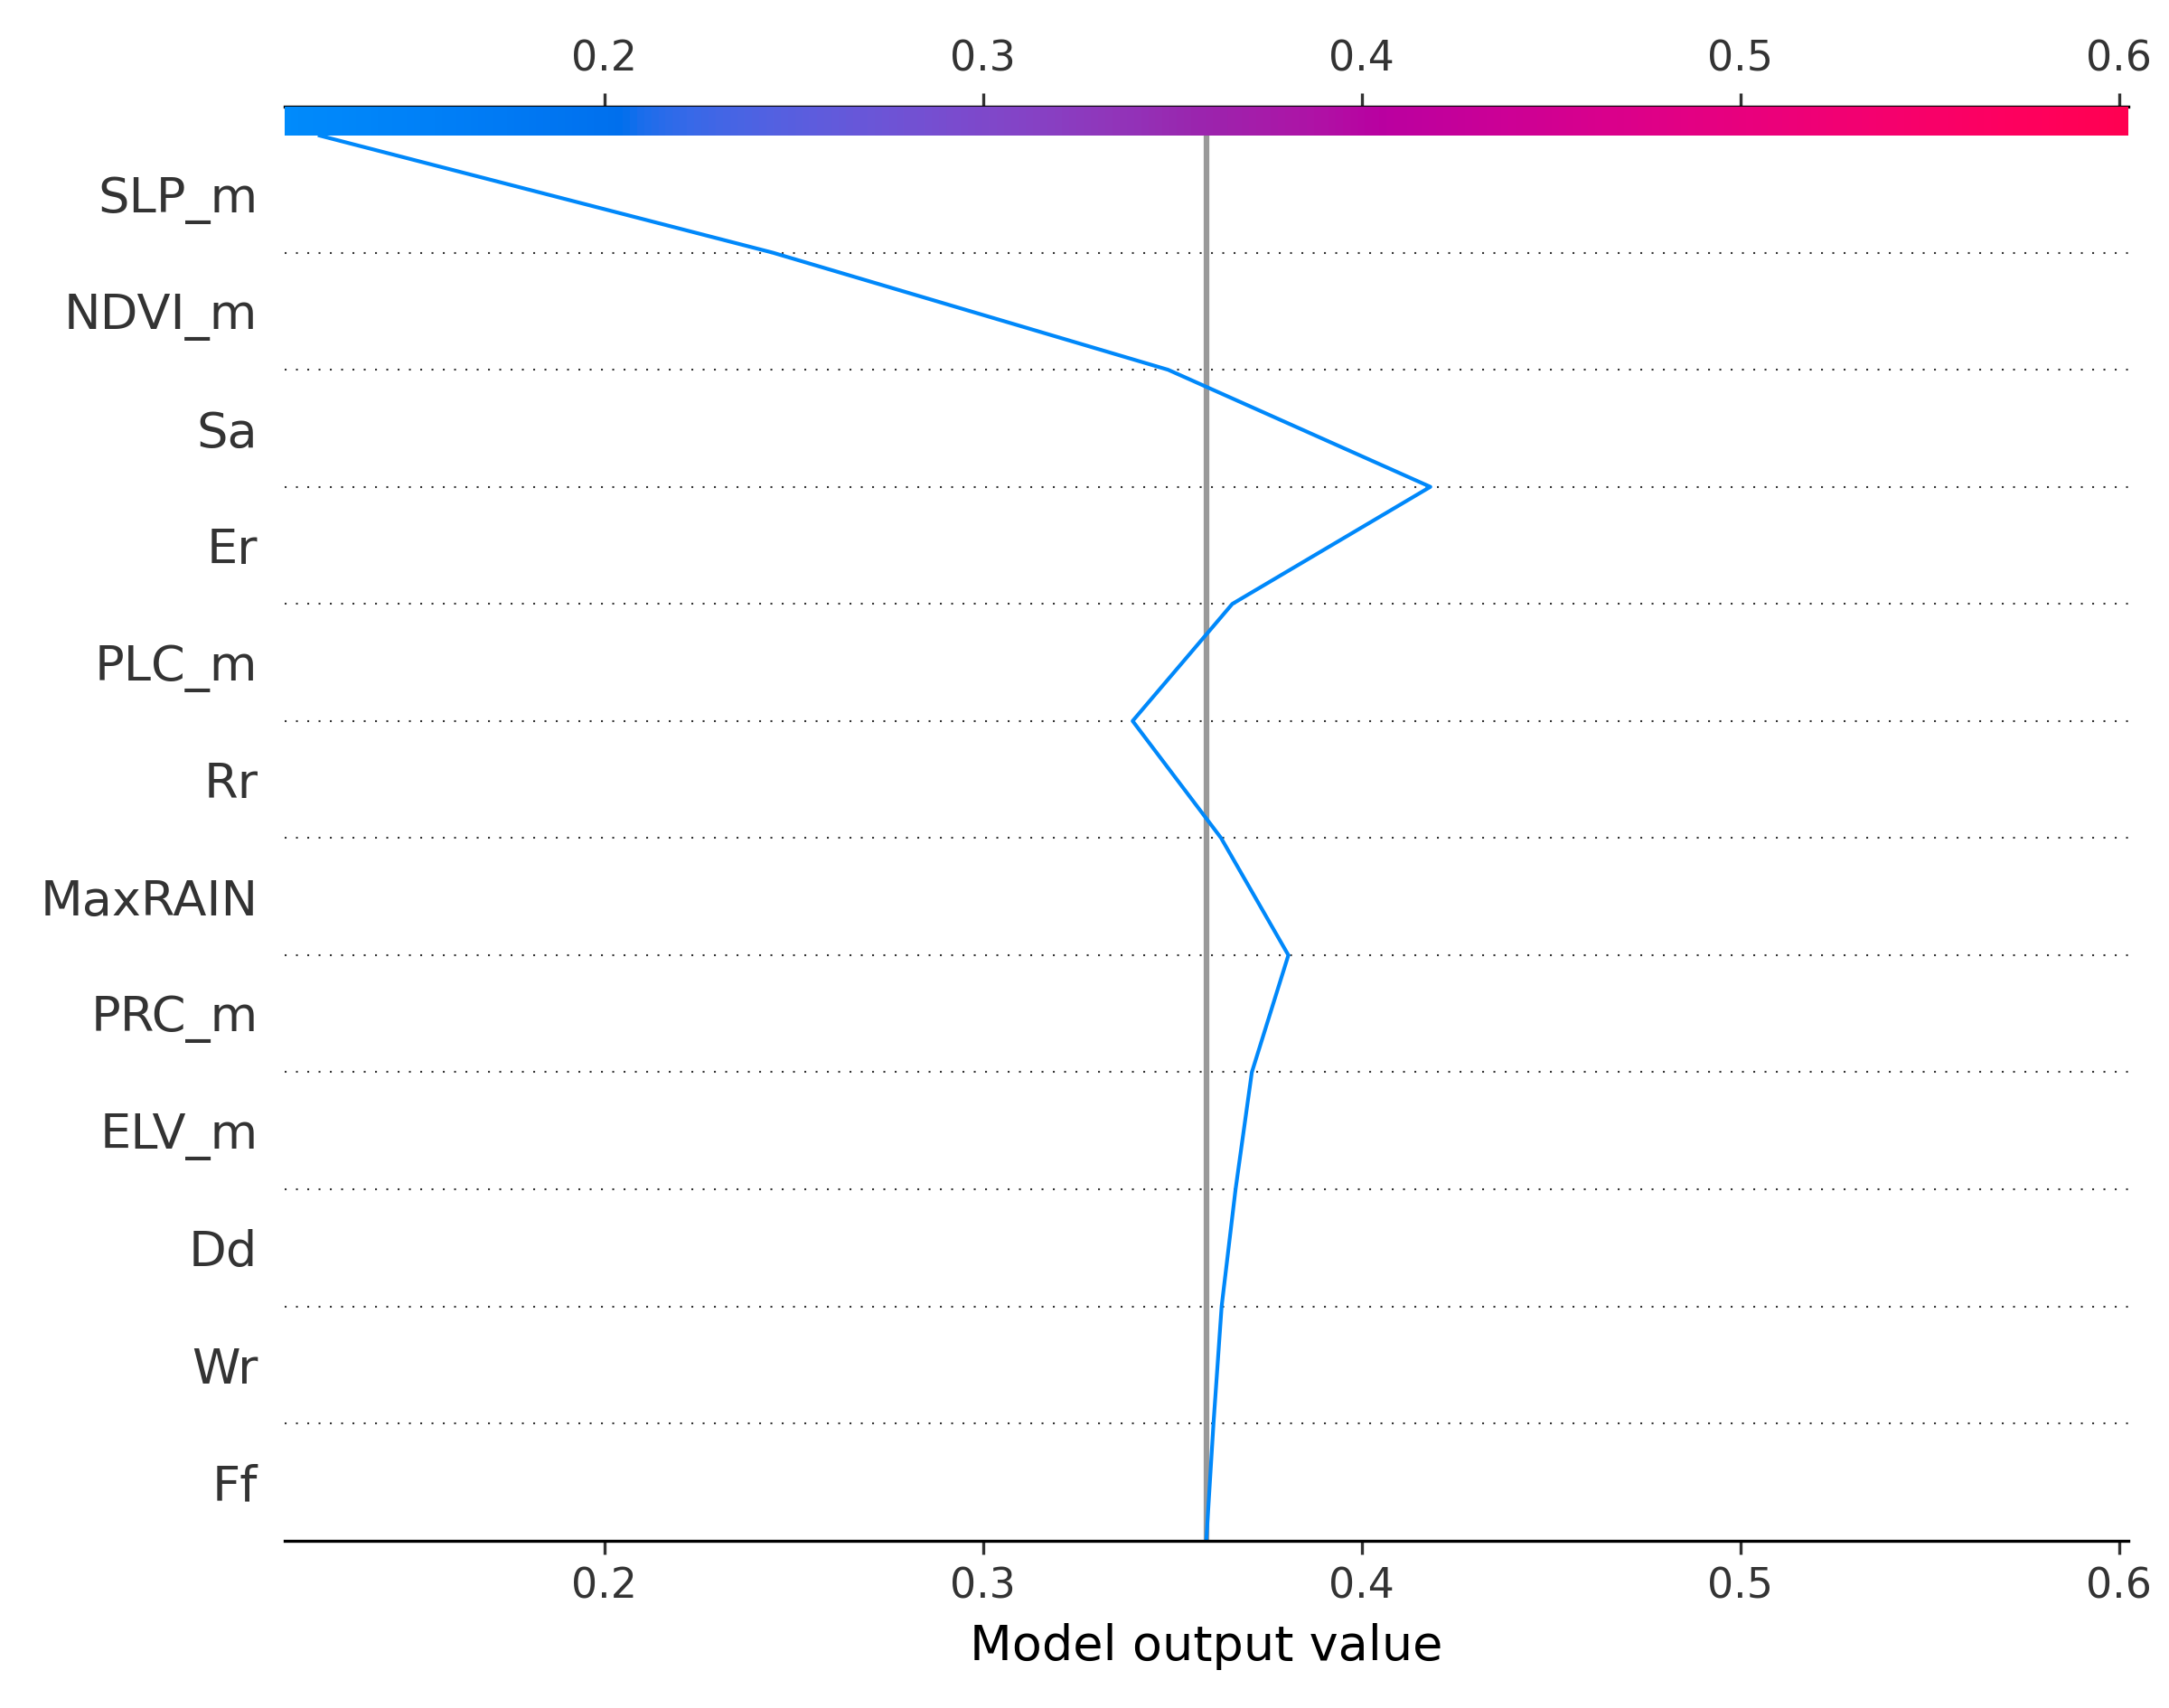 0.2 0.3 0.4 0.5 0.6
SLP_m
NDVI_m
Sa
Er
PLC_m
Rr
MaxRAIN
PRC_m
ELV_m
Dd
Wr
Ff
0.2 0.3 0.4 0.5 0.6
Model output value